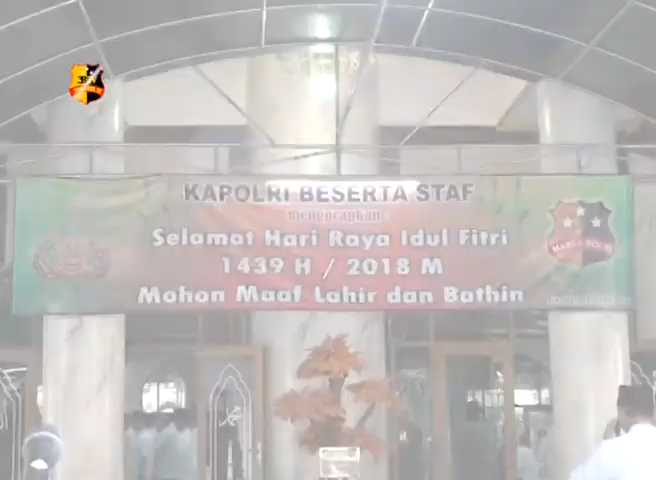 KAPOLRI BESERTA STAF
mengucapkan
Selamat Hari Raya Idul Fitri
1439 H / 2018 M
Mohon Maaf Lahir dan Bathin